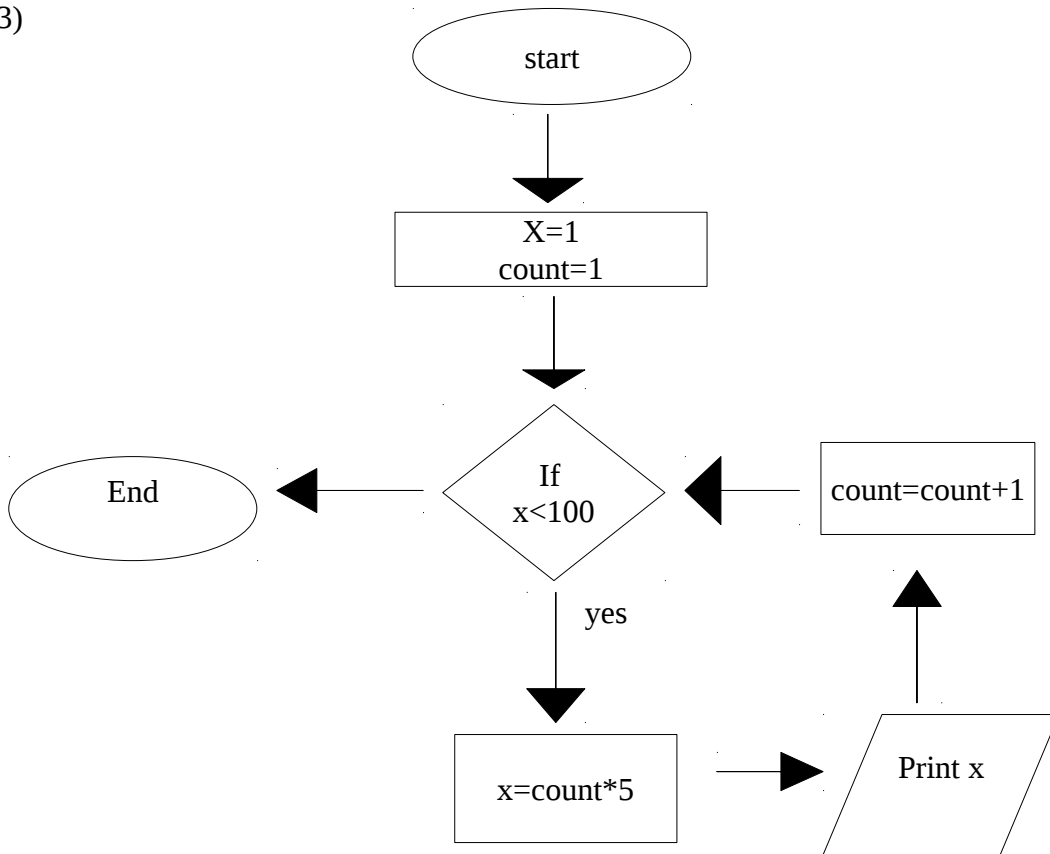 3)
start
X=1
count=1
If
x<100
End
count=count+1
yes
x=count*5
Print x